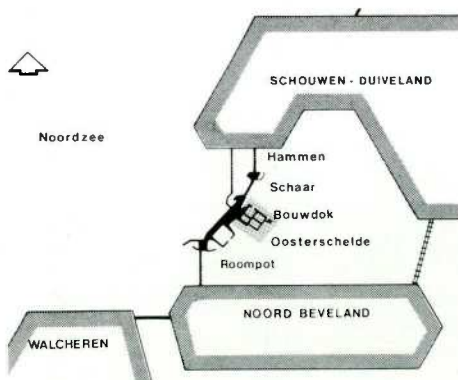 SCHOUWEN - DUIVELAND
Noordzee
Hammen
Schaar
Bouwdok
Oosterschelde
Roompot
NOORD BEVELAND
WALCHEREN